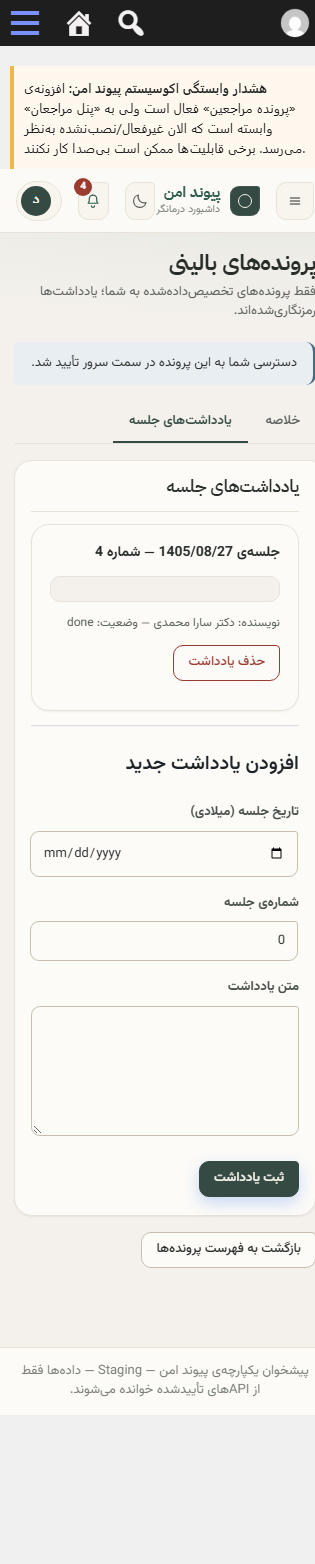 هشدار وابستگی اکوسیستم پیوند امن: افزونه‌ی
«پرونده مراجعین» فعال است ولی به «پنل مراجعان»
وابسته است که الان غیرفعال/نصب‌نشده به‌نظر
می‌رسد. برخی قابلیت‌ها ممکن است بی‌صدا کار نکنند.
پیوند امن
داشبورد درمانگر
4
د
پرونده‌های بالینی
فقط پرونده‌های تخصیص‌داده‌شده به شما؛ یادداشت‌ها
رمزنگاری‌شده‌اند.
دسترسی شما به این پرونده در سمت سرور تأیید شد.
خلاصه
یادداشت‌های جلسه
یادداشت‌های جلسه
جلسه‌ی 1405/08/27 — شماره 4
نویسنده: دکتر سارا محمدی — وضعیت: done
حذف یادداشت
افزودن یادداشت جدید
تاریخ جلسه (میلادی)
mm/dd/yyyy
شماره‌ی جلسه
0
متن یادداشت
ثبت یادداشت
بازگشت به فهرست پرونده‌ها
پیشخوان یکپارچه‌ی پیوند امن — Staging — داده‌ها فقط
از APIهای تأییدشده خوانده می‌شوند.